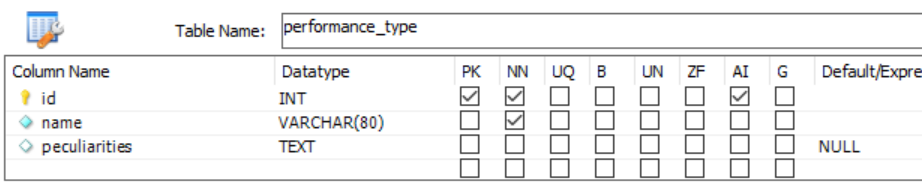 Table Name: performance_type
Column Name Datatype PK NN UQ B UN ZF AI G Default/Expre
id INT
name VARCHAR(80)
peculiarities TEXT NULL